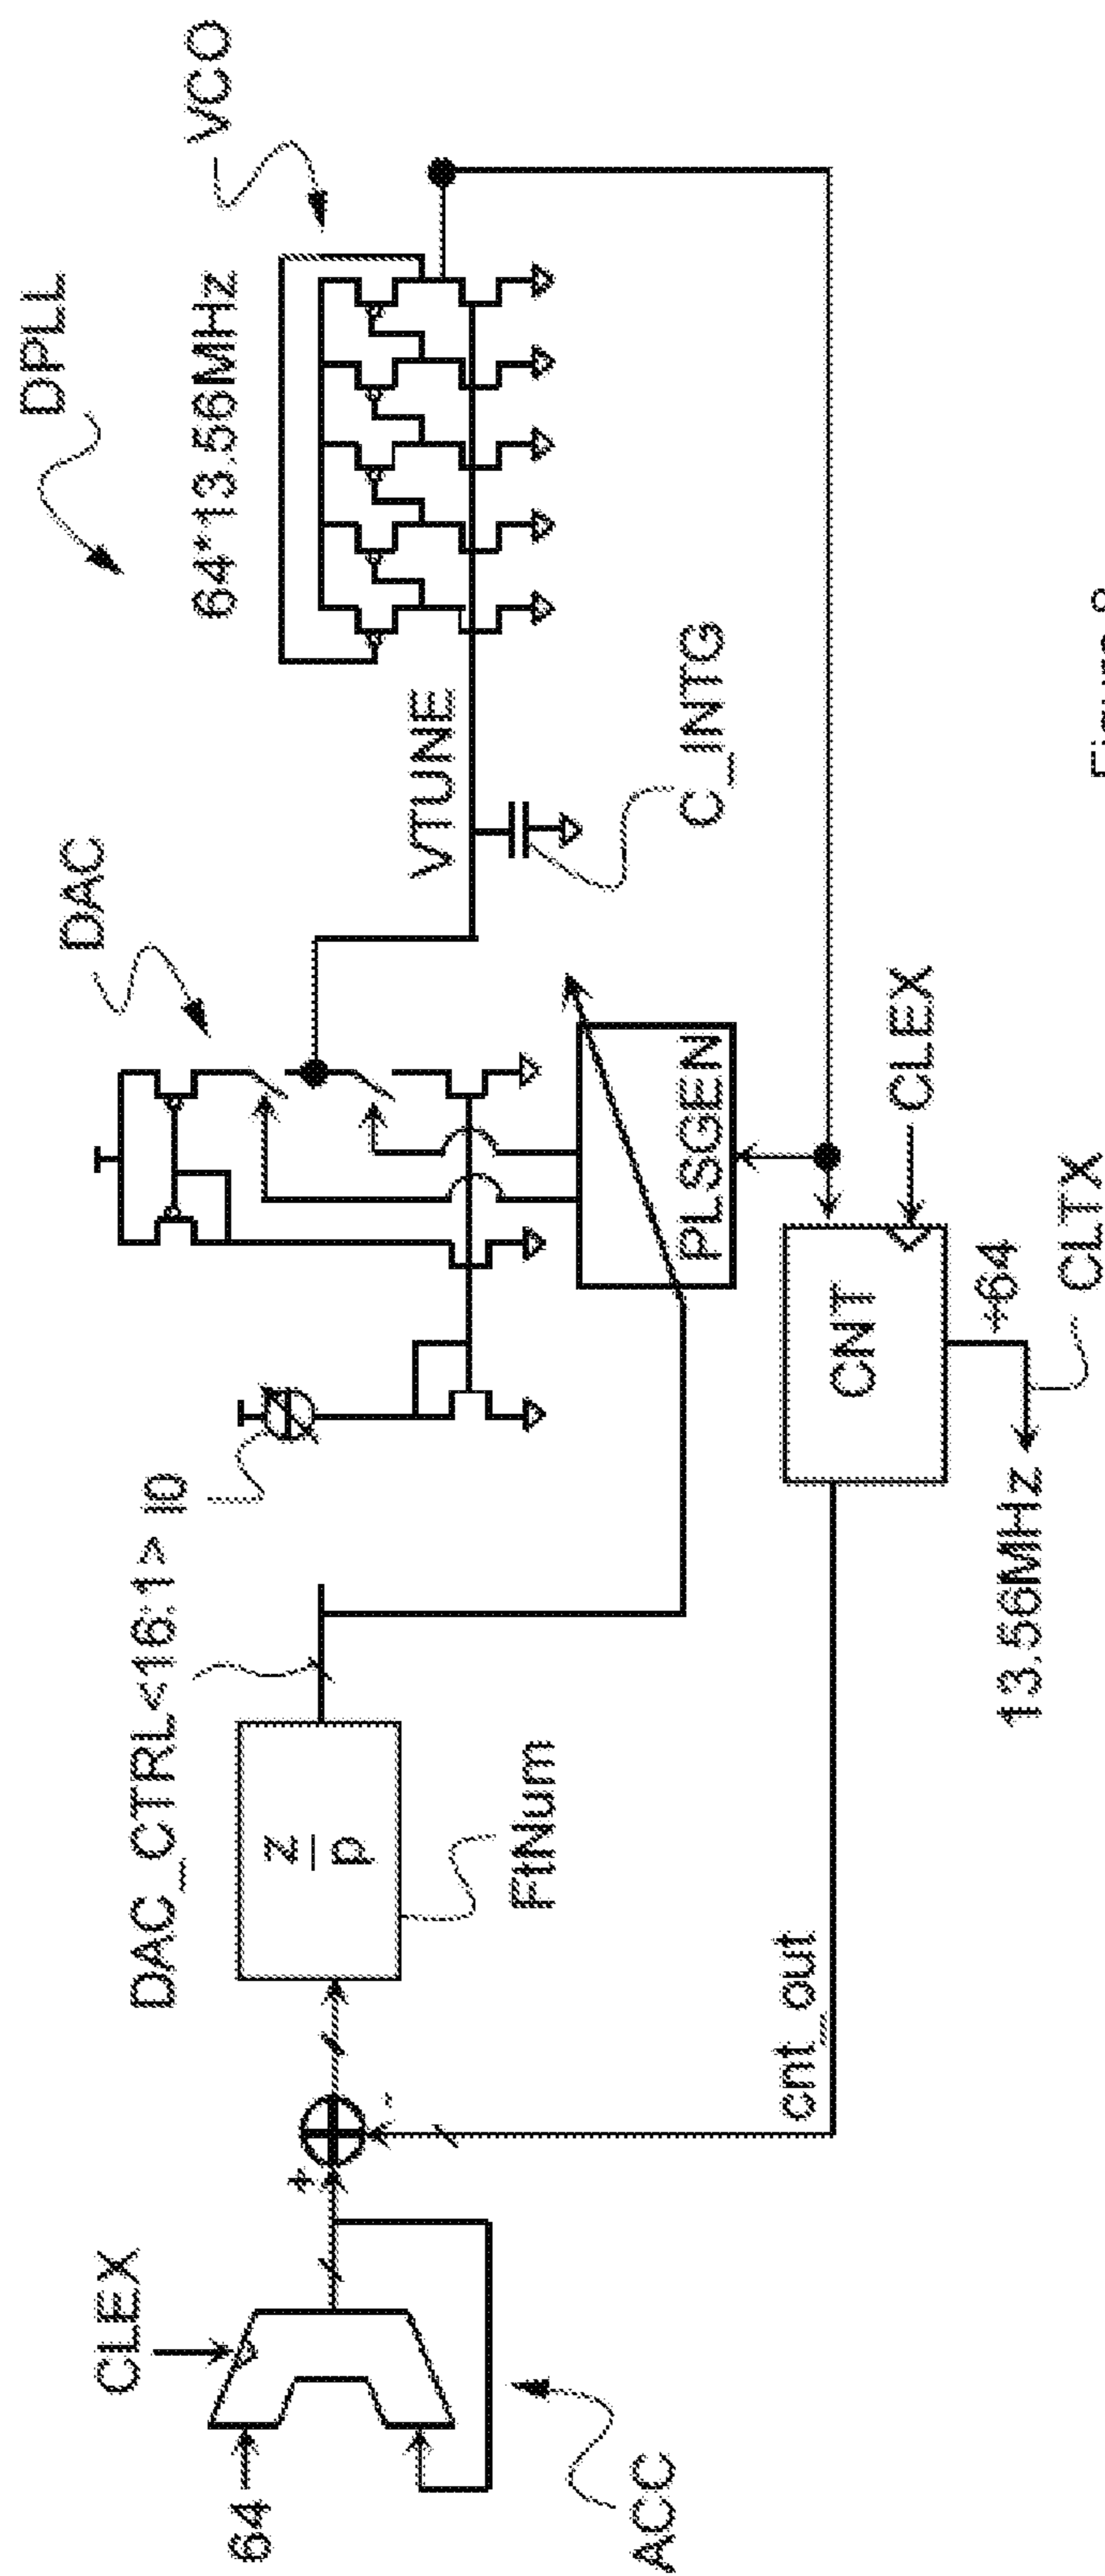 DPLL
DAC
VCO
64*13.56MHz
CLEX
DAC_CTRL<16:1>
I0
VTUNE
64
+
z
p
-
C_INTG
FtNum
ACC
PLSGEN
cnt_out
CNT
CLEX
÷64
13.56MHz
CLTX